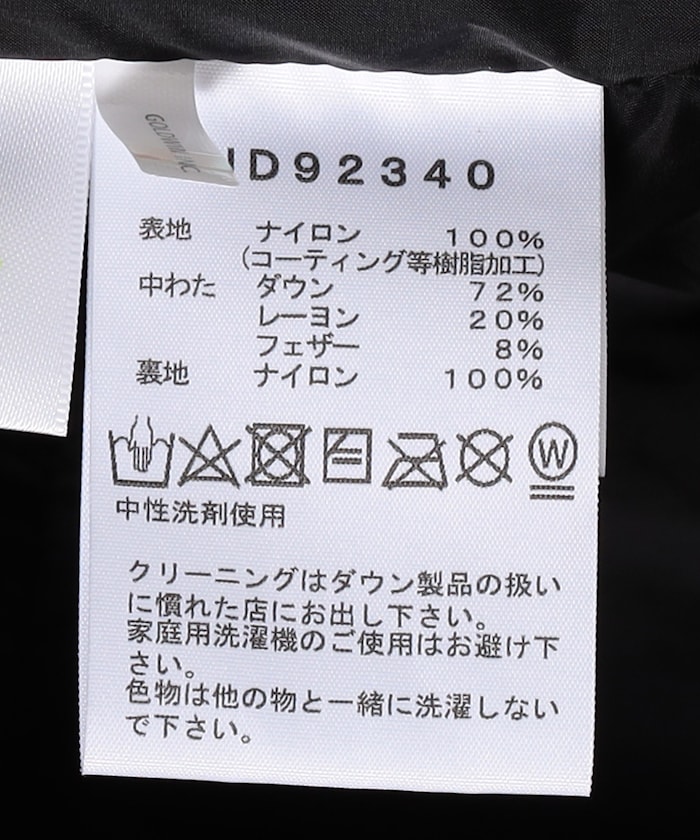 GOLDWIN INC
ND92340
表地 ナイロン 100%
(コーティング等樹脂加工)
中わた ダウン 72%
レーヨン 20%
フェザー 8%
裏地 ナイロン 100%
W
中性洗剤使用
クリーニングはダウン製品の扱い
に慣れた店にお出し下さい。
家庭用洗濯機のご使用はお避け下
さい。
色物は他の物と一緒に洗濯しない
で下さい。